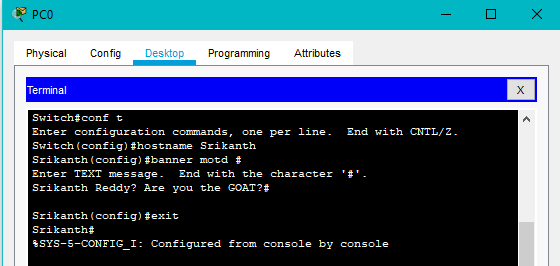 PC0
Physical Config Desktop Programming Attributes
Terminal X
Switch#conf t
Enter configuration commands, one per line.  End with CNTL/Z.
Switch(config)#hostname Srikanth
Srikanth(config)#banner motd #
Enter TEXT message.  End with the character '#'.
Srikanth Reddy? Are you the GOAT?#

Srikanth(config)#exit
Srikanth#
%SYS-5-CONFIG_I: Configured from console by console